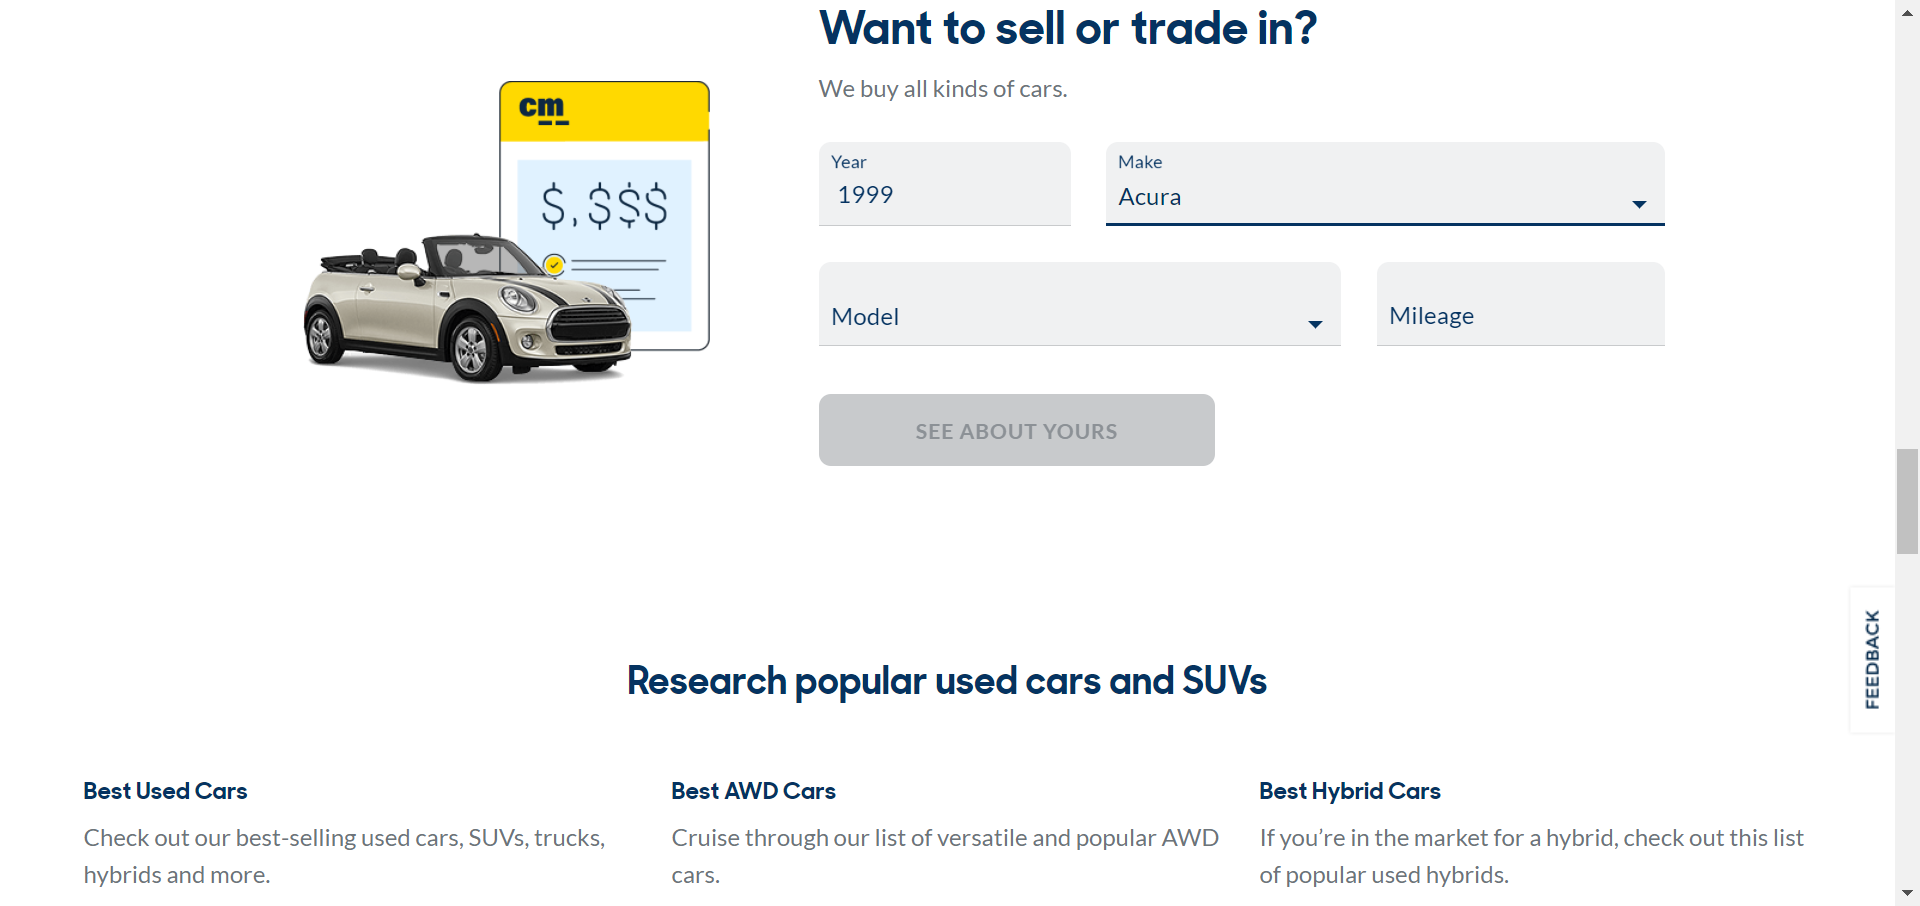 Want to sell or trade in?
We buy all kinds of cars.
cm
$,$$$
Year
1999
Make
Acura
Model
Mileage
SEE ABOUT YOURS
FEEDBACK
Research popular used cars and SUVs
Best Used Cars
Check out our best-selling used cars, SUVs, trucks,
hybrids and more.
Best AWD Cars
Cruise through our list of versatile and popular AWD
cars.
Best Hybrid Cars
If you’re in the market for a hybrid, check out this list
of popular used hybrids.